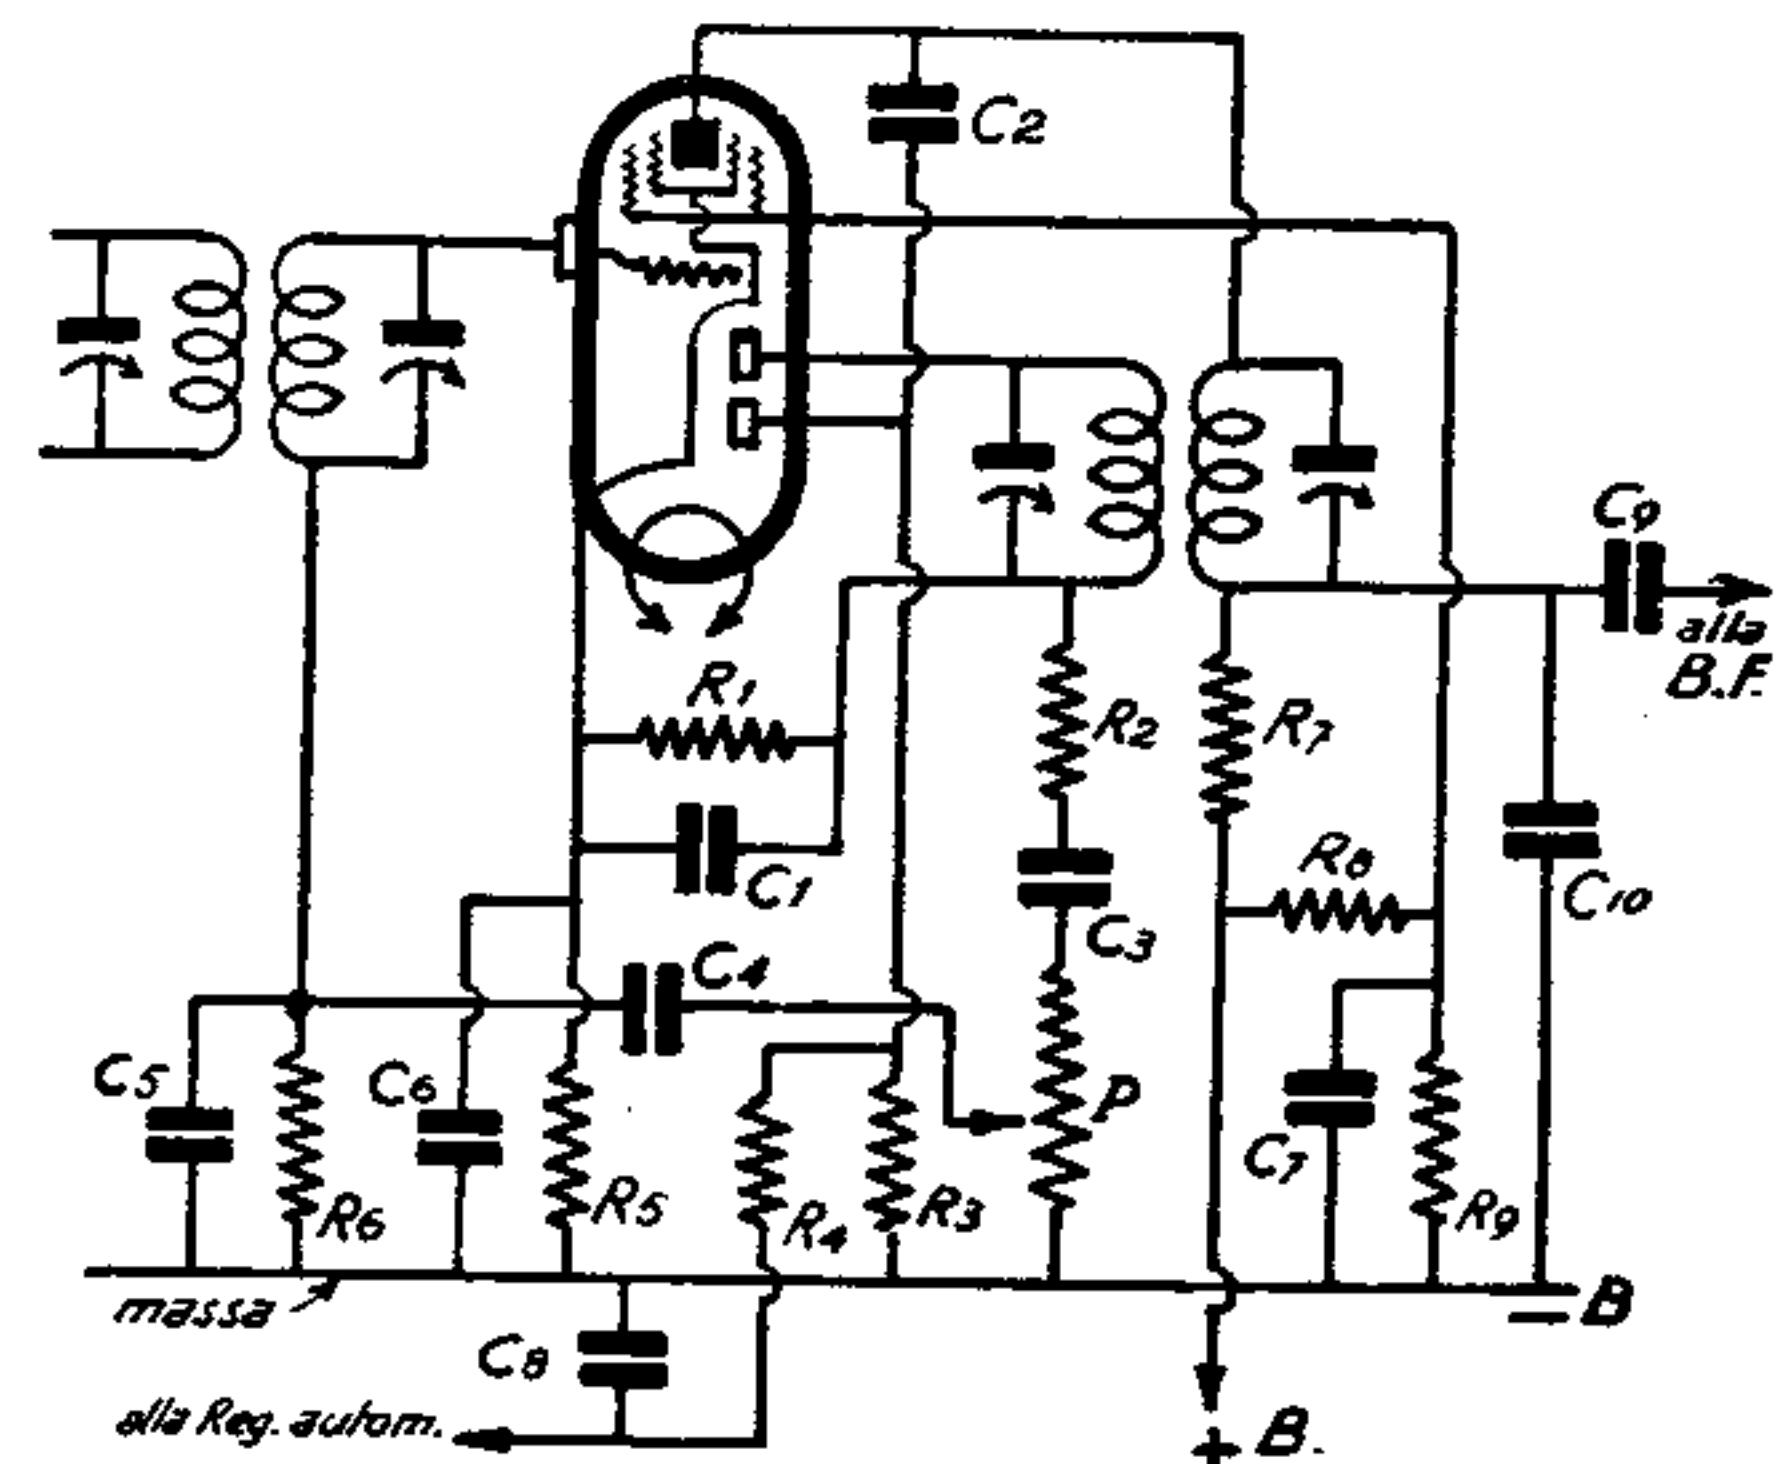 C2
C9
alla
B.F.
R1
R2
R7
C1
R8
C10
C3
C4
C5
C6
P
C7
R6
R5
R4
R3
R9
massa
- B
C8
alla Reg. autom.
+ B.